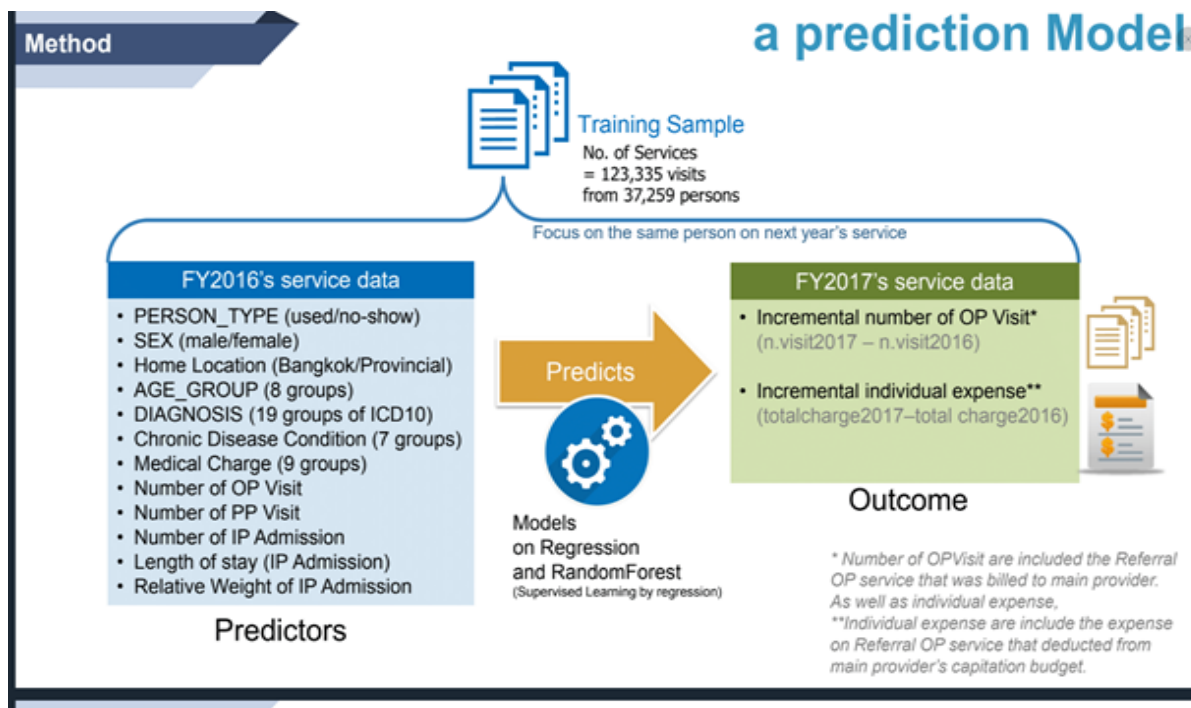 Method
a prediction Model
Training Sample
No. of Services
= 123,335 visits
from 37,259 persons
Focus on the same person on next year's service
FY2016's service data
• PERSON_TYPE (used/no-show)
• SEX (male/female)
• Home Location (Bangkok/Provincial)
• AGE_GROUP (8 groups)
• DIAGNOSIS (19 groups of ICD10)
• Chronic Disease Condition (7 groups)
• Medical Charge (9 groups)
• Number of OP Visit
• Number of PP Visit
• Number of IP Admission
• Length of stay (IP Admission)
• Relative Weight of IP Admission
Predictors
Predicts
Models
on Regression
and RandomForest
(Supervised Learning by regression)
FY2017's service data
• Incremental number of OP Visit*
(n.visit2017 – n.visit2016)
• Incremental individual expense**
(totalcharge2017–total charge2016)
Outcome
* Number of OPVisit are included the Referral
OP service that was billed to main provider.
As well as individual expense,
**Individual expense are include the expense
on Referral OP service that deducted from
main provider's capitation budget.